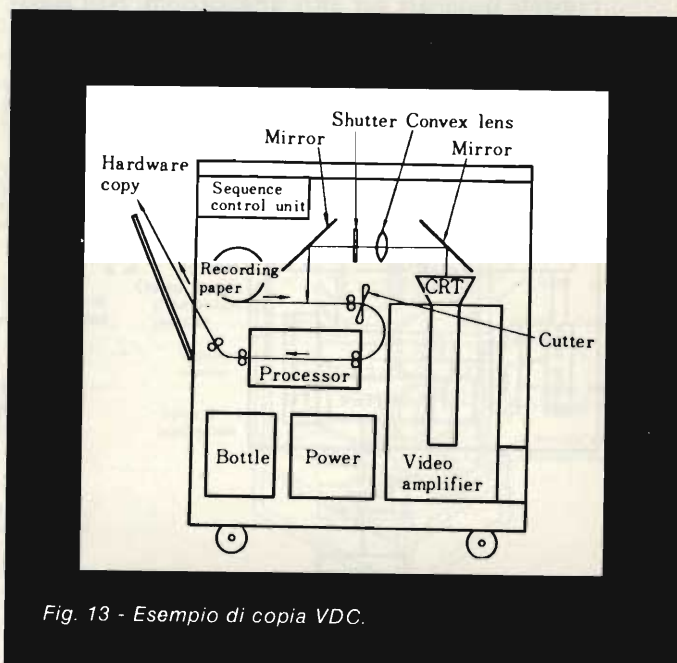 Shutter Convex lens
Mirror
Mirror
Hardware
copy
Sequence
control unit
Recording
paper
CRT
Cutter
Processor
Bottle
Power
Video
amplifier
Fig. 13 - Esempio di copia VDC.